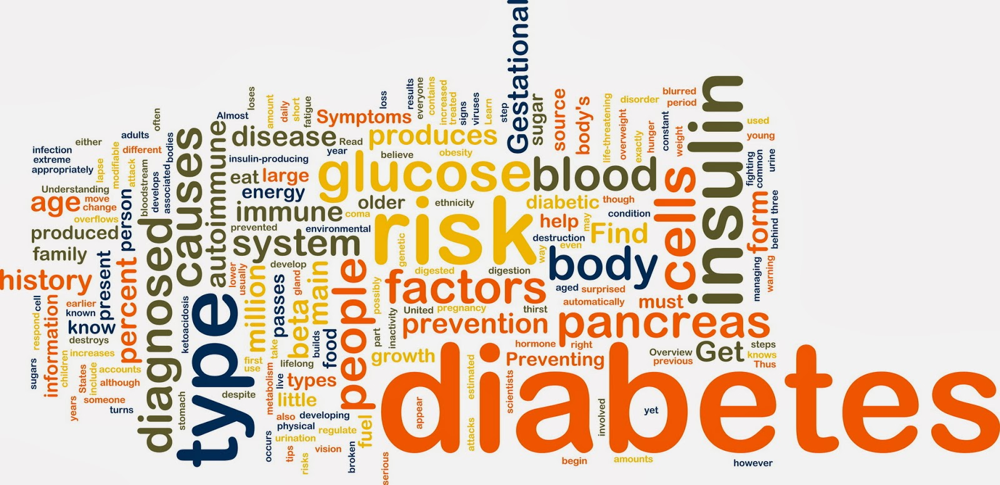 Gestational
loses
loss
results
everyone
contains
increased
treated
signs
viruses
Learn
step
sugar
source
body's
life-threatening
disorder
overweight
exactly
hunger
constant
weight
blurred
period
insulin
used
young
often
Almost
amount
daily
short
fatigue
Symptoms
adults
either
infection
extreme
appropriately
lapse
modifiable
attack
different
bloodstream
develops
associated
bodies
causes
autoimmune
disease
Read
year
produces
believe
obesity
insulin-producing
eat
large
energy
glucose
blood
cells
fighting
common
urine
Understanding
age
move
change
overflows
person
immune
older
coma
ethnicity
diabetic
though
condition
help
may
Find
form
three
behind
produced
family
diagnosed
prevented
environmental
system
genetic
risk
destruction
even
way
body
history
present
percent
lower
usually
million
develop
passes
gland
beta
main
people
possibly
digested
digestion
factors
aged
surprised
automatically
must
managing
warning
cell
respond
information
earlier
known
know
destroys
ketoacidosis
type
take
builds
food
part
inactivity
United
pregnancy
thirst
prevention
pancreas
sugars
children
increases
accounts
States
include
although
first
use
metabolism
lifelong
live
types
little
growth
hormone
right
Preventing
Overview
previous
Get
steps
knows
Thus
years
someone
turns
stomach
despite
also
developing
physical
urination
regulate
fuel
diabetes
appear
estimated
attacks
scientists
involved
yet
occurs
tips
risks
vision
broken
serious
begin
amounts
however